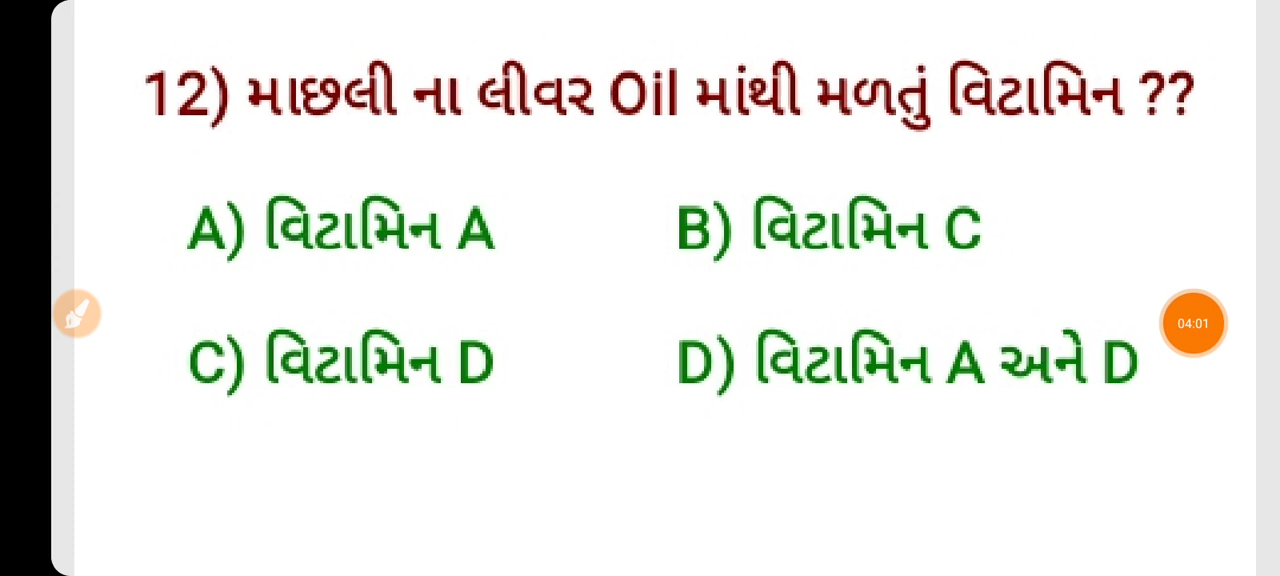 12) માછલી ના લીવર Oil માંથી મળતું વિટામિન ??
A) વિટામિન A B) વિટામિન C
04:01
C) વિટામિન D D) વિટામિન A અને D